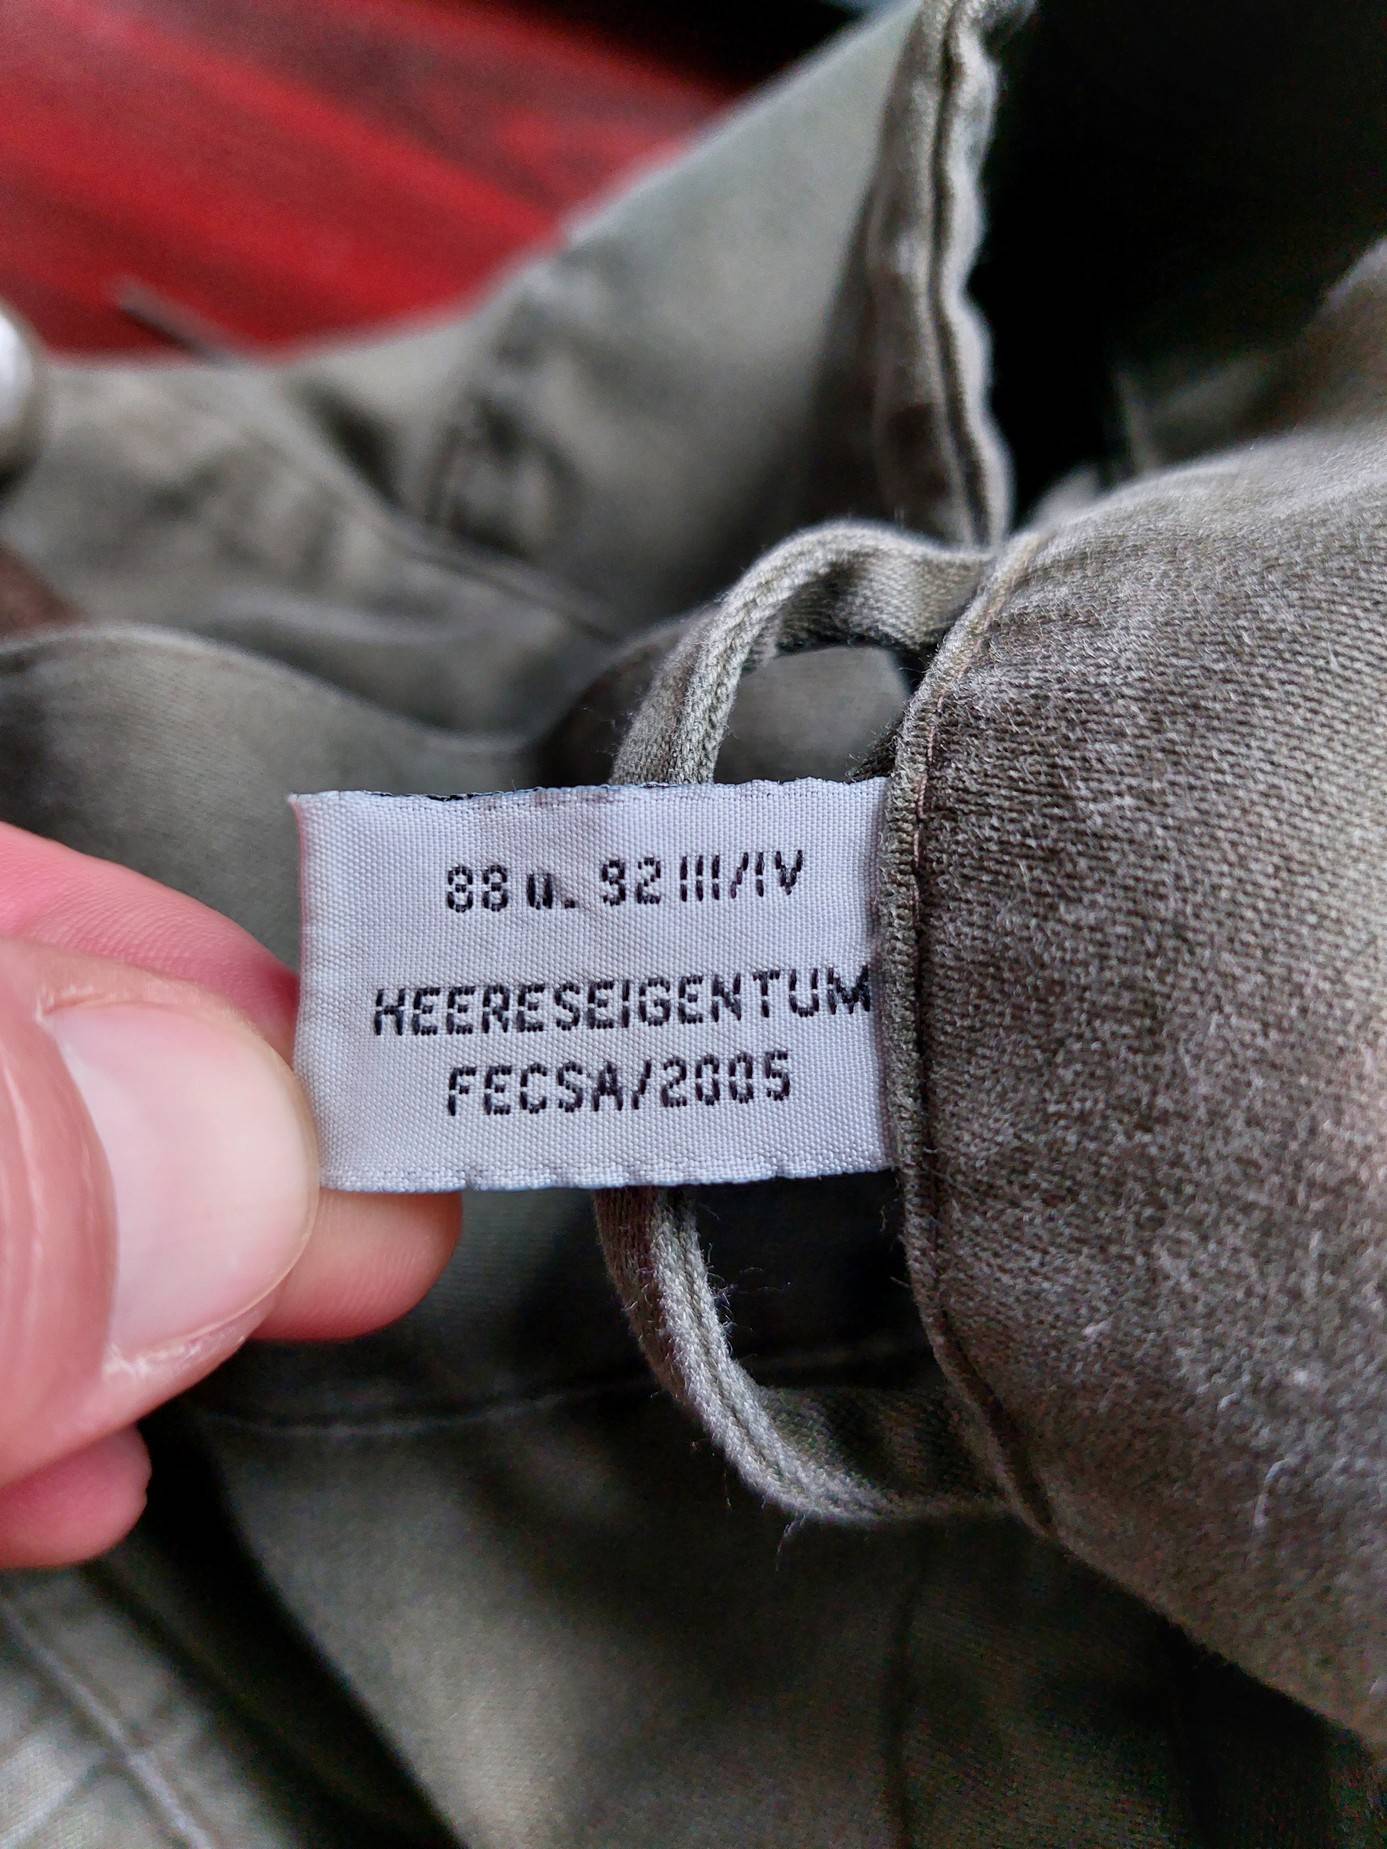 88 u. 92 III/IV
HEERESEIGENTUM
FECSA/2005